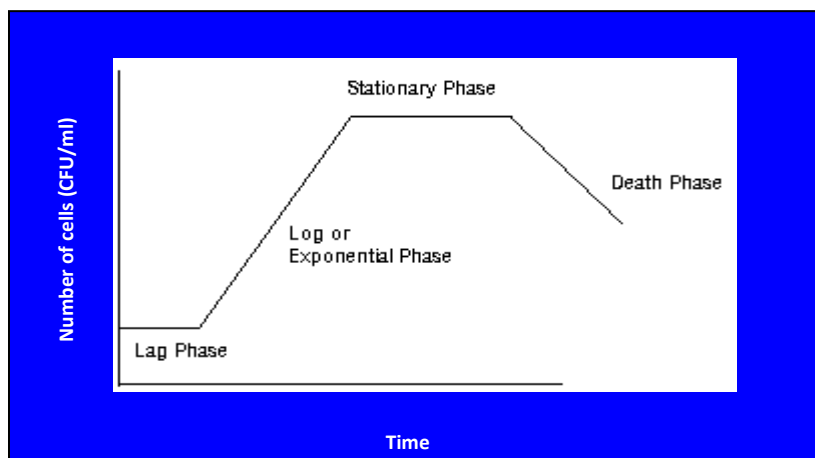 Stationary Phase
Number of cells (CFU/ml)
Death Phase
Log or
Exponential Phase
Lag Phase
Time